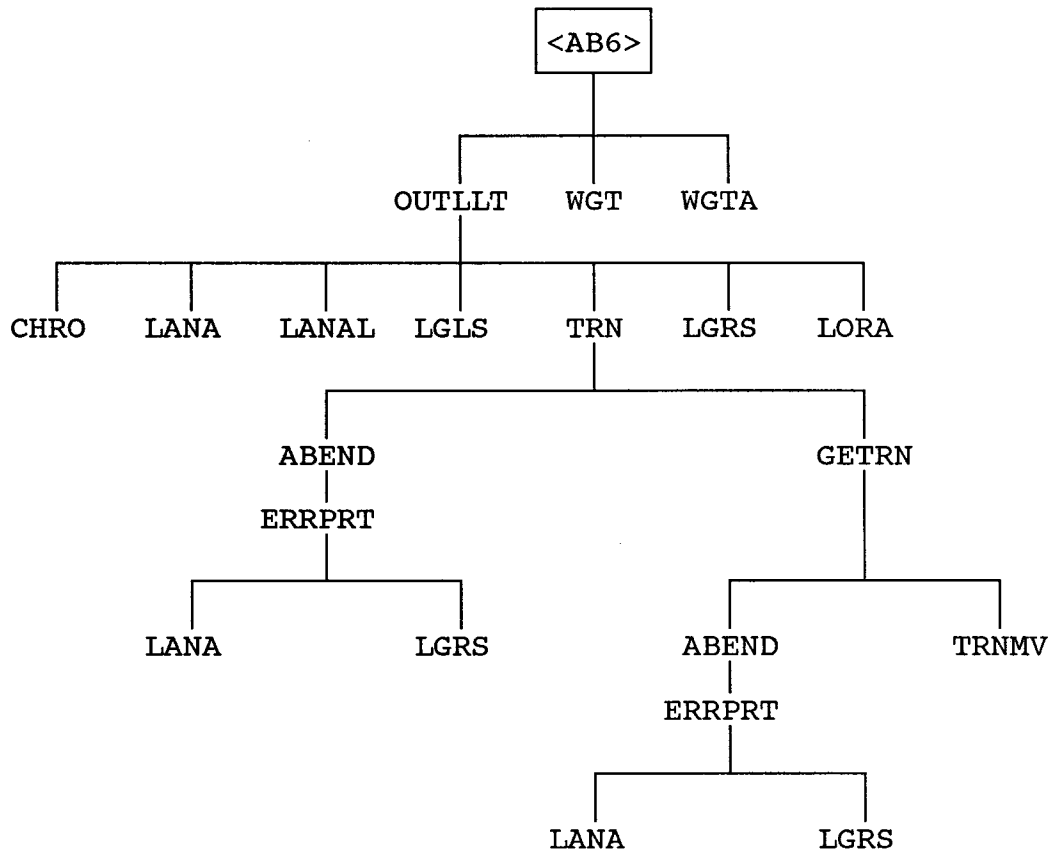 <AB6>
OUTLLT WGT WGTA
CHRO LANA LANAL LGLS TRN LGRS LORA
ABEND GETRN
ERRPRT
LANA LGRS ABEND TRNMV
ERRPRT
LANA LGRS